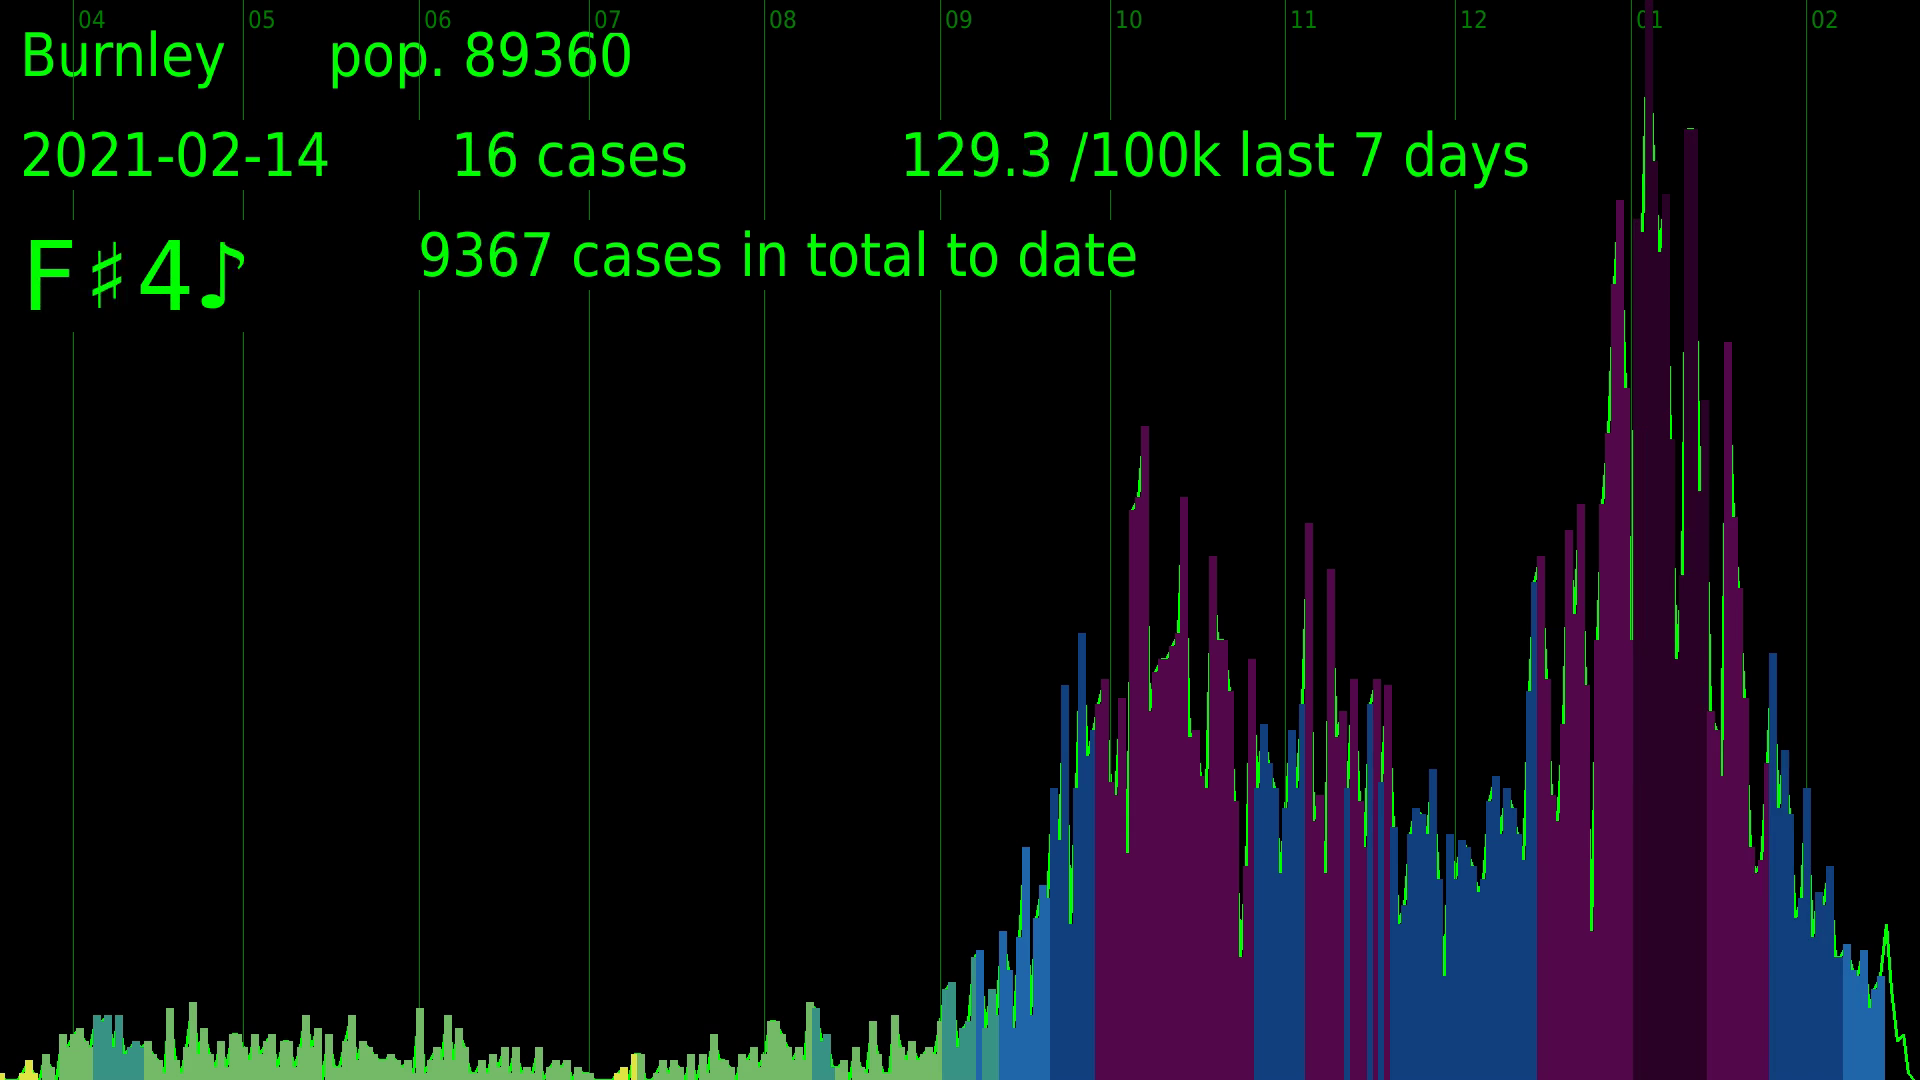 04 05 06 07 08 09 10 11 12 01 02
Burnley pop. 89360
2021-02-14 16 cases 129.3 /100k last 7 days
F♯4♪ 9367 cases in total to date